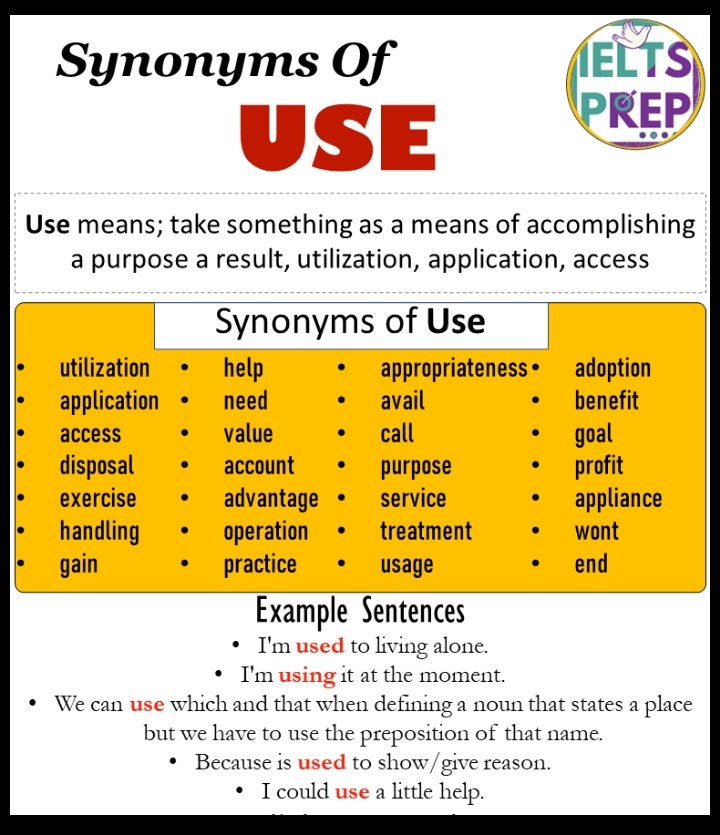 Synonyms Of
USE
IELTS
PREP
Use means; take something as a means of accomplishing
a purpose a result, utilization, application, access
Synonyms of Use
• utilization • help • appropriateness • adoption
• application • need • avail • benefit
• access • value • call • goal
• disposal • account • purpose • profit
• exercise • advantage • service • appliance
• handling • operation • treatment • wont
• gain • practice • usage • end
Example Sentences
• I'm used to living alone.
• I'm using it at the moment.
• We can use which and that when defining a noun that states a place
but we have to use the preposition of that name.
• Because is used to show/give reason.
• I could use a little help.